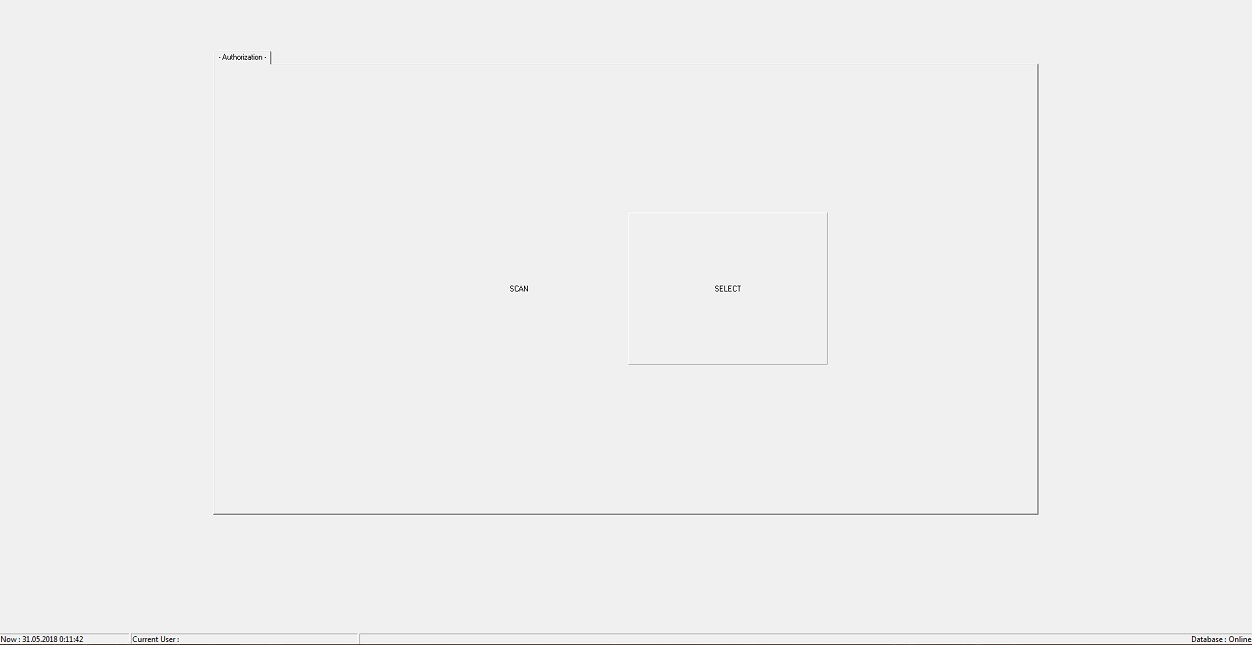 - Authorization -
SCAN
SELECT
Now : 31.05.2018 0:11:42
Current User :
Database : Online